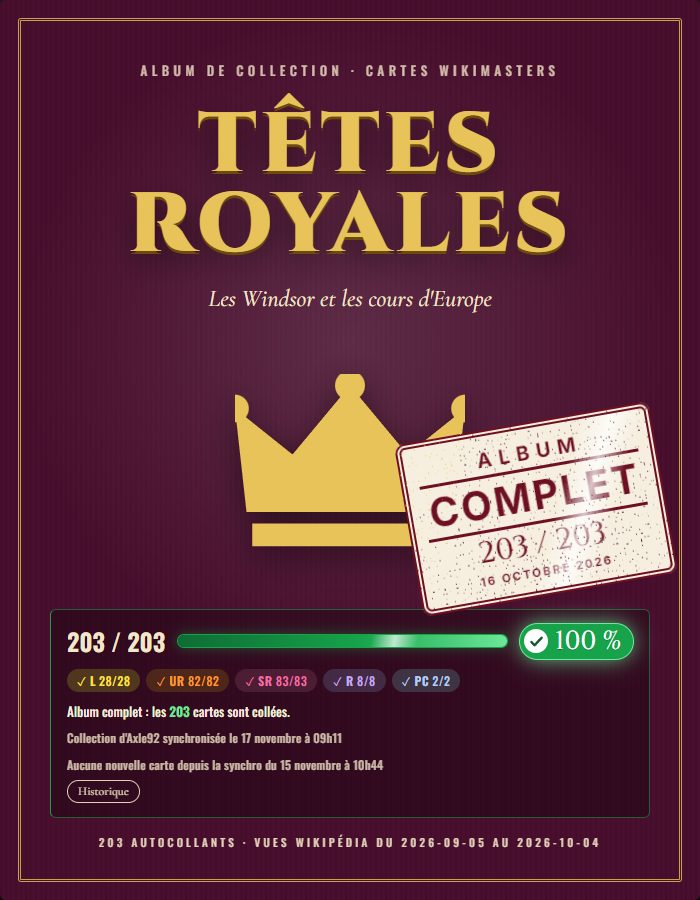 ALBUM DE COLLECTION · CARTES WIKIMASTERS
TÊTES
ROYALES
Les Windsor et les cours d'Europe
ALBUM
COMPLET
203 / 203
16 OCTOBRE 2026
203 / 203
100 %
✓ L 28/28
✓ UR 82/82
✓ SR 83/83
✓ R 8/8
✓ PC 2/2
Album complet : les 203 cartes sont collées.
Collection d'Axle92 synchronisée le 17 novembre à 09h11
Aucune nouvelle carte depuis la synchro du 15 novembre à 10h44
Historique
203 AUTOCOLLANTS · VUES WIKIPÉDIA DU 2026-09-05 AU 2026-10-04